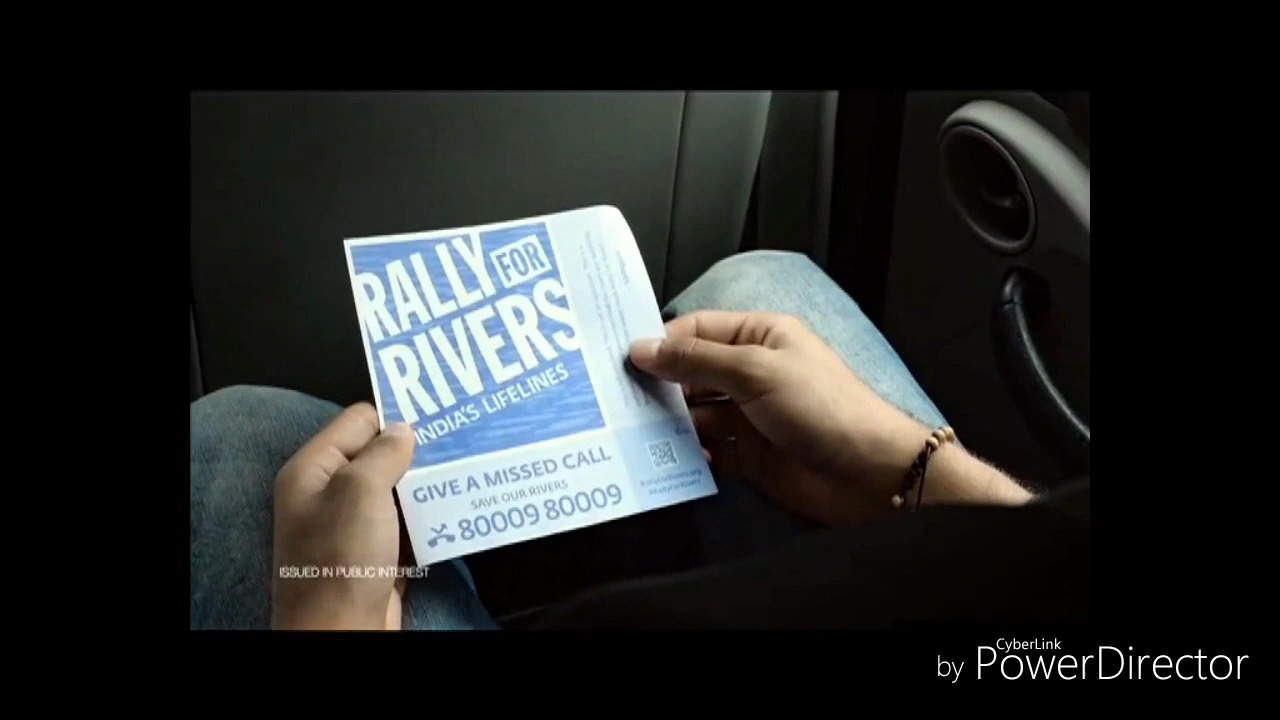 RALLY FOR
RIVERS
INDIA'S LIFELINES
GIVE A MISSED CALL
SAVE OUR RIVERS
80009 80009
ISSUED IN PUBLIC INTEREST
CyberLink
by PowerDirector